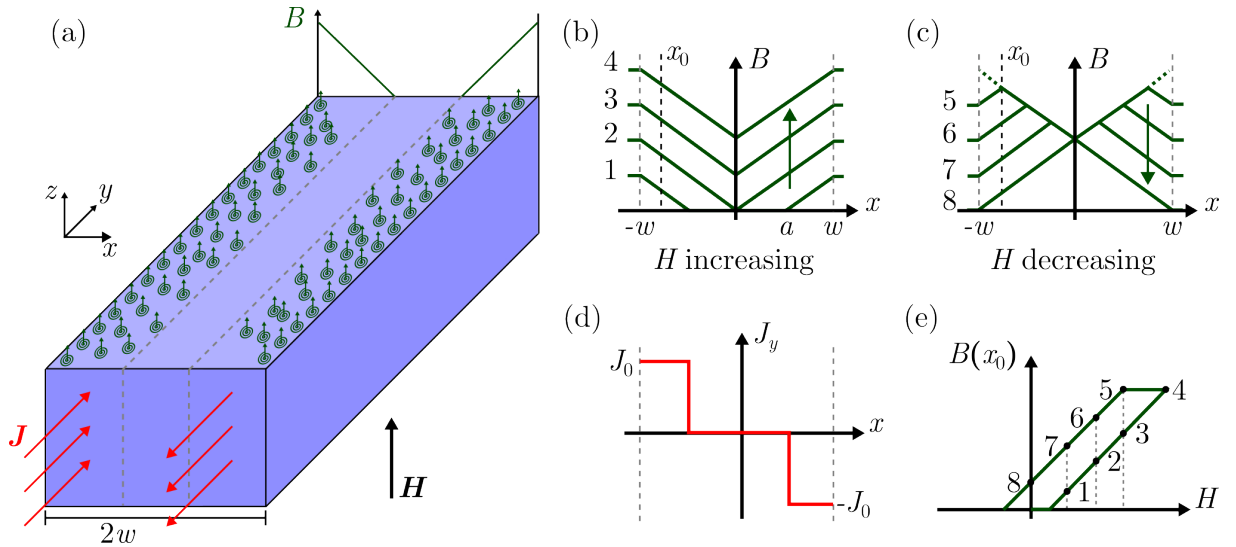 (a)
B
z
y
x
J
H
2w
(b)
x₀
B
4
3
2
1
-w
a
w
x
H increasing
(c)
x₀
B
5
6
7
8
-w
w
x
H decreasing
(d)
J_y
J₀
x
-J₀
(e)
B(x₀)
5
4
6
7
3
8
2
1
H